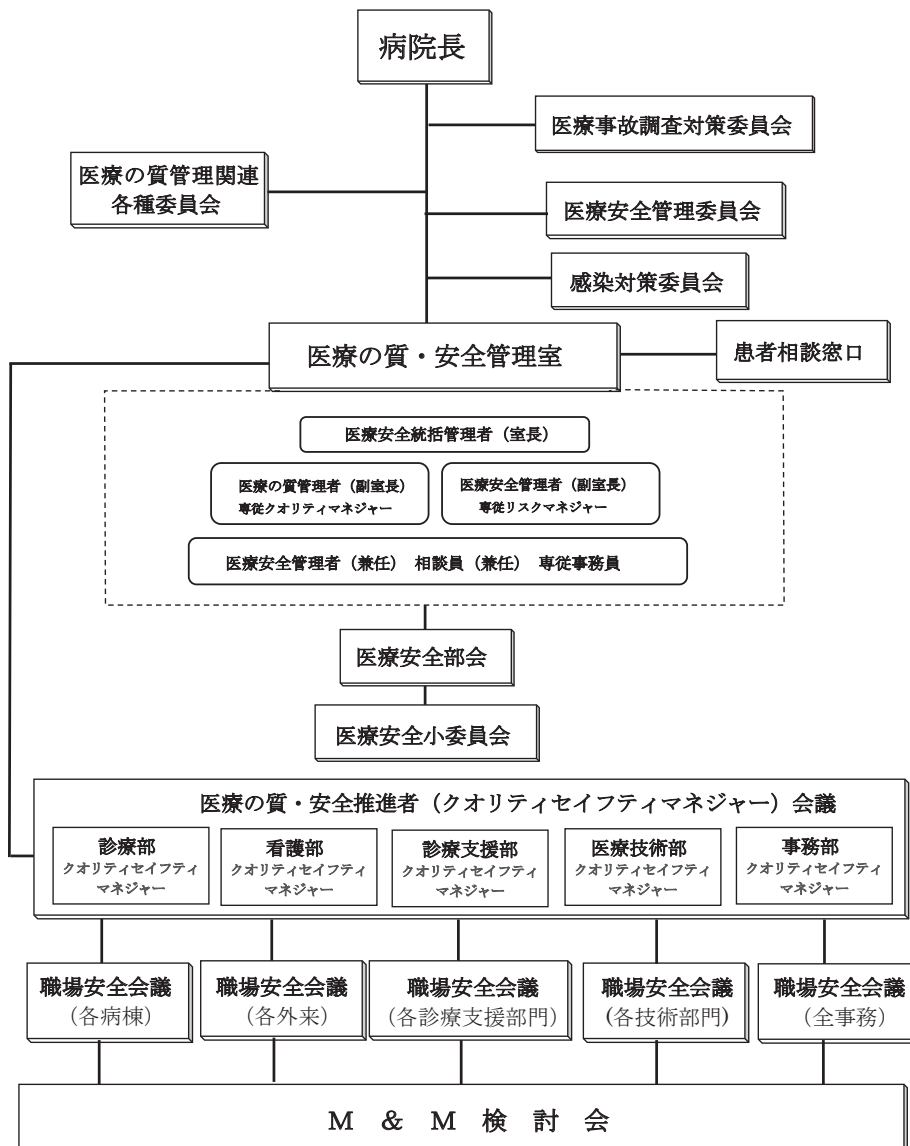 病院長
医療事故調査対策委員会
医療の質管理関連
各種委員会
医療安全管理委員会
感染対策委員会
医療の質・安全管理室
患者相談窓口
医療安全統括管理者（室長）
医療の質管理者（副室長）
専従クオリティマネジャー
医療安全管理者（副室長）
専従リスクマネジャー
医療安全管理者（兼任）　相談員（兼任）　専従事務員
医療安全部会
医療安全小委員会
医療の質・安全推進者（クオリティセイフティマネジャー）会議
診療部
クオリティセイフティ
マネジャー
看護部
クオリティセイフティ
マネジャー
診療支援部
クオリティセイフティ
マネジャー
医療技術部
クオリティセイフティ
マネジャー
事務部
クオリティセイフティ
マネジャー
職場安全会議
（各病棟）
職場安全会議
（各外来）
職場安全会議
（各診療支援部門）
職場安全会議
(各技術部門)
職場安全会議
（全事務）
M & M 検 討 会